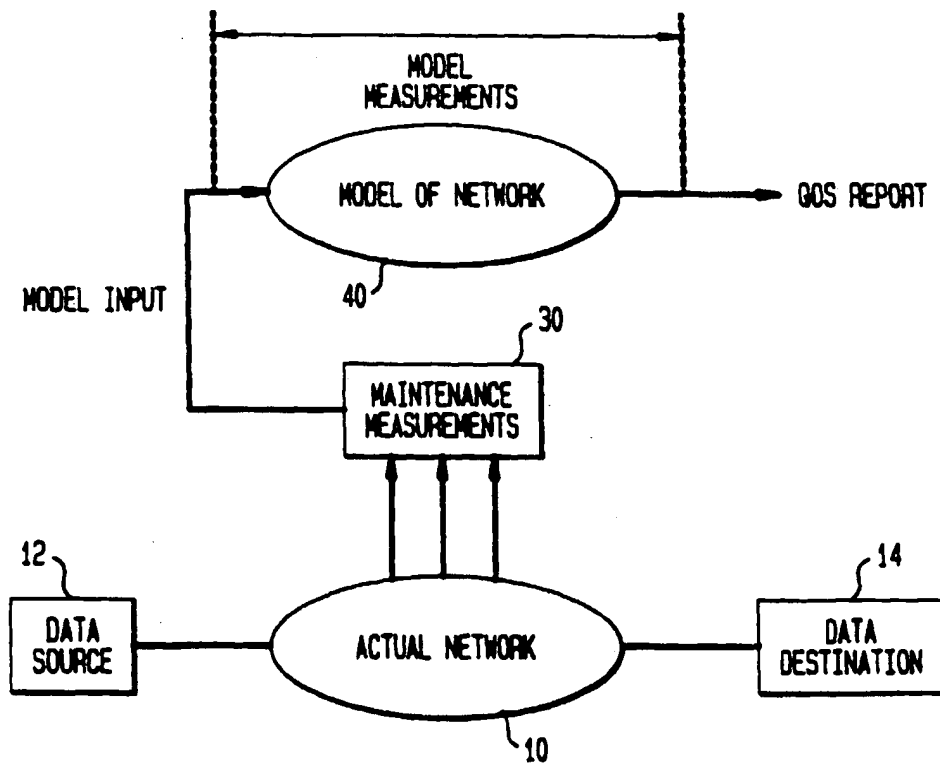 MODEL
MEASUREMENTS
MODEL OF NETWORK
QOS REPORT
40
MODEL INPUT
30
MAINTENANCE
MEASUREMENTS
12
14
DATA
SOURCE
ACTUAL NETWORK
DATA
DESTINATION
10